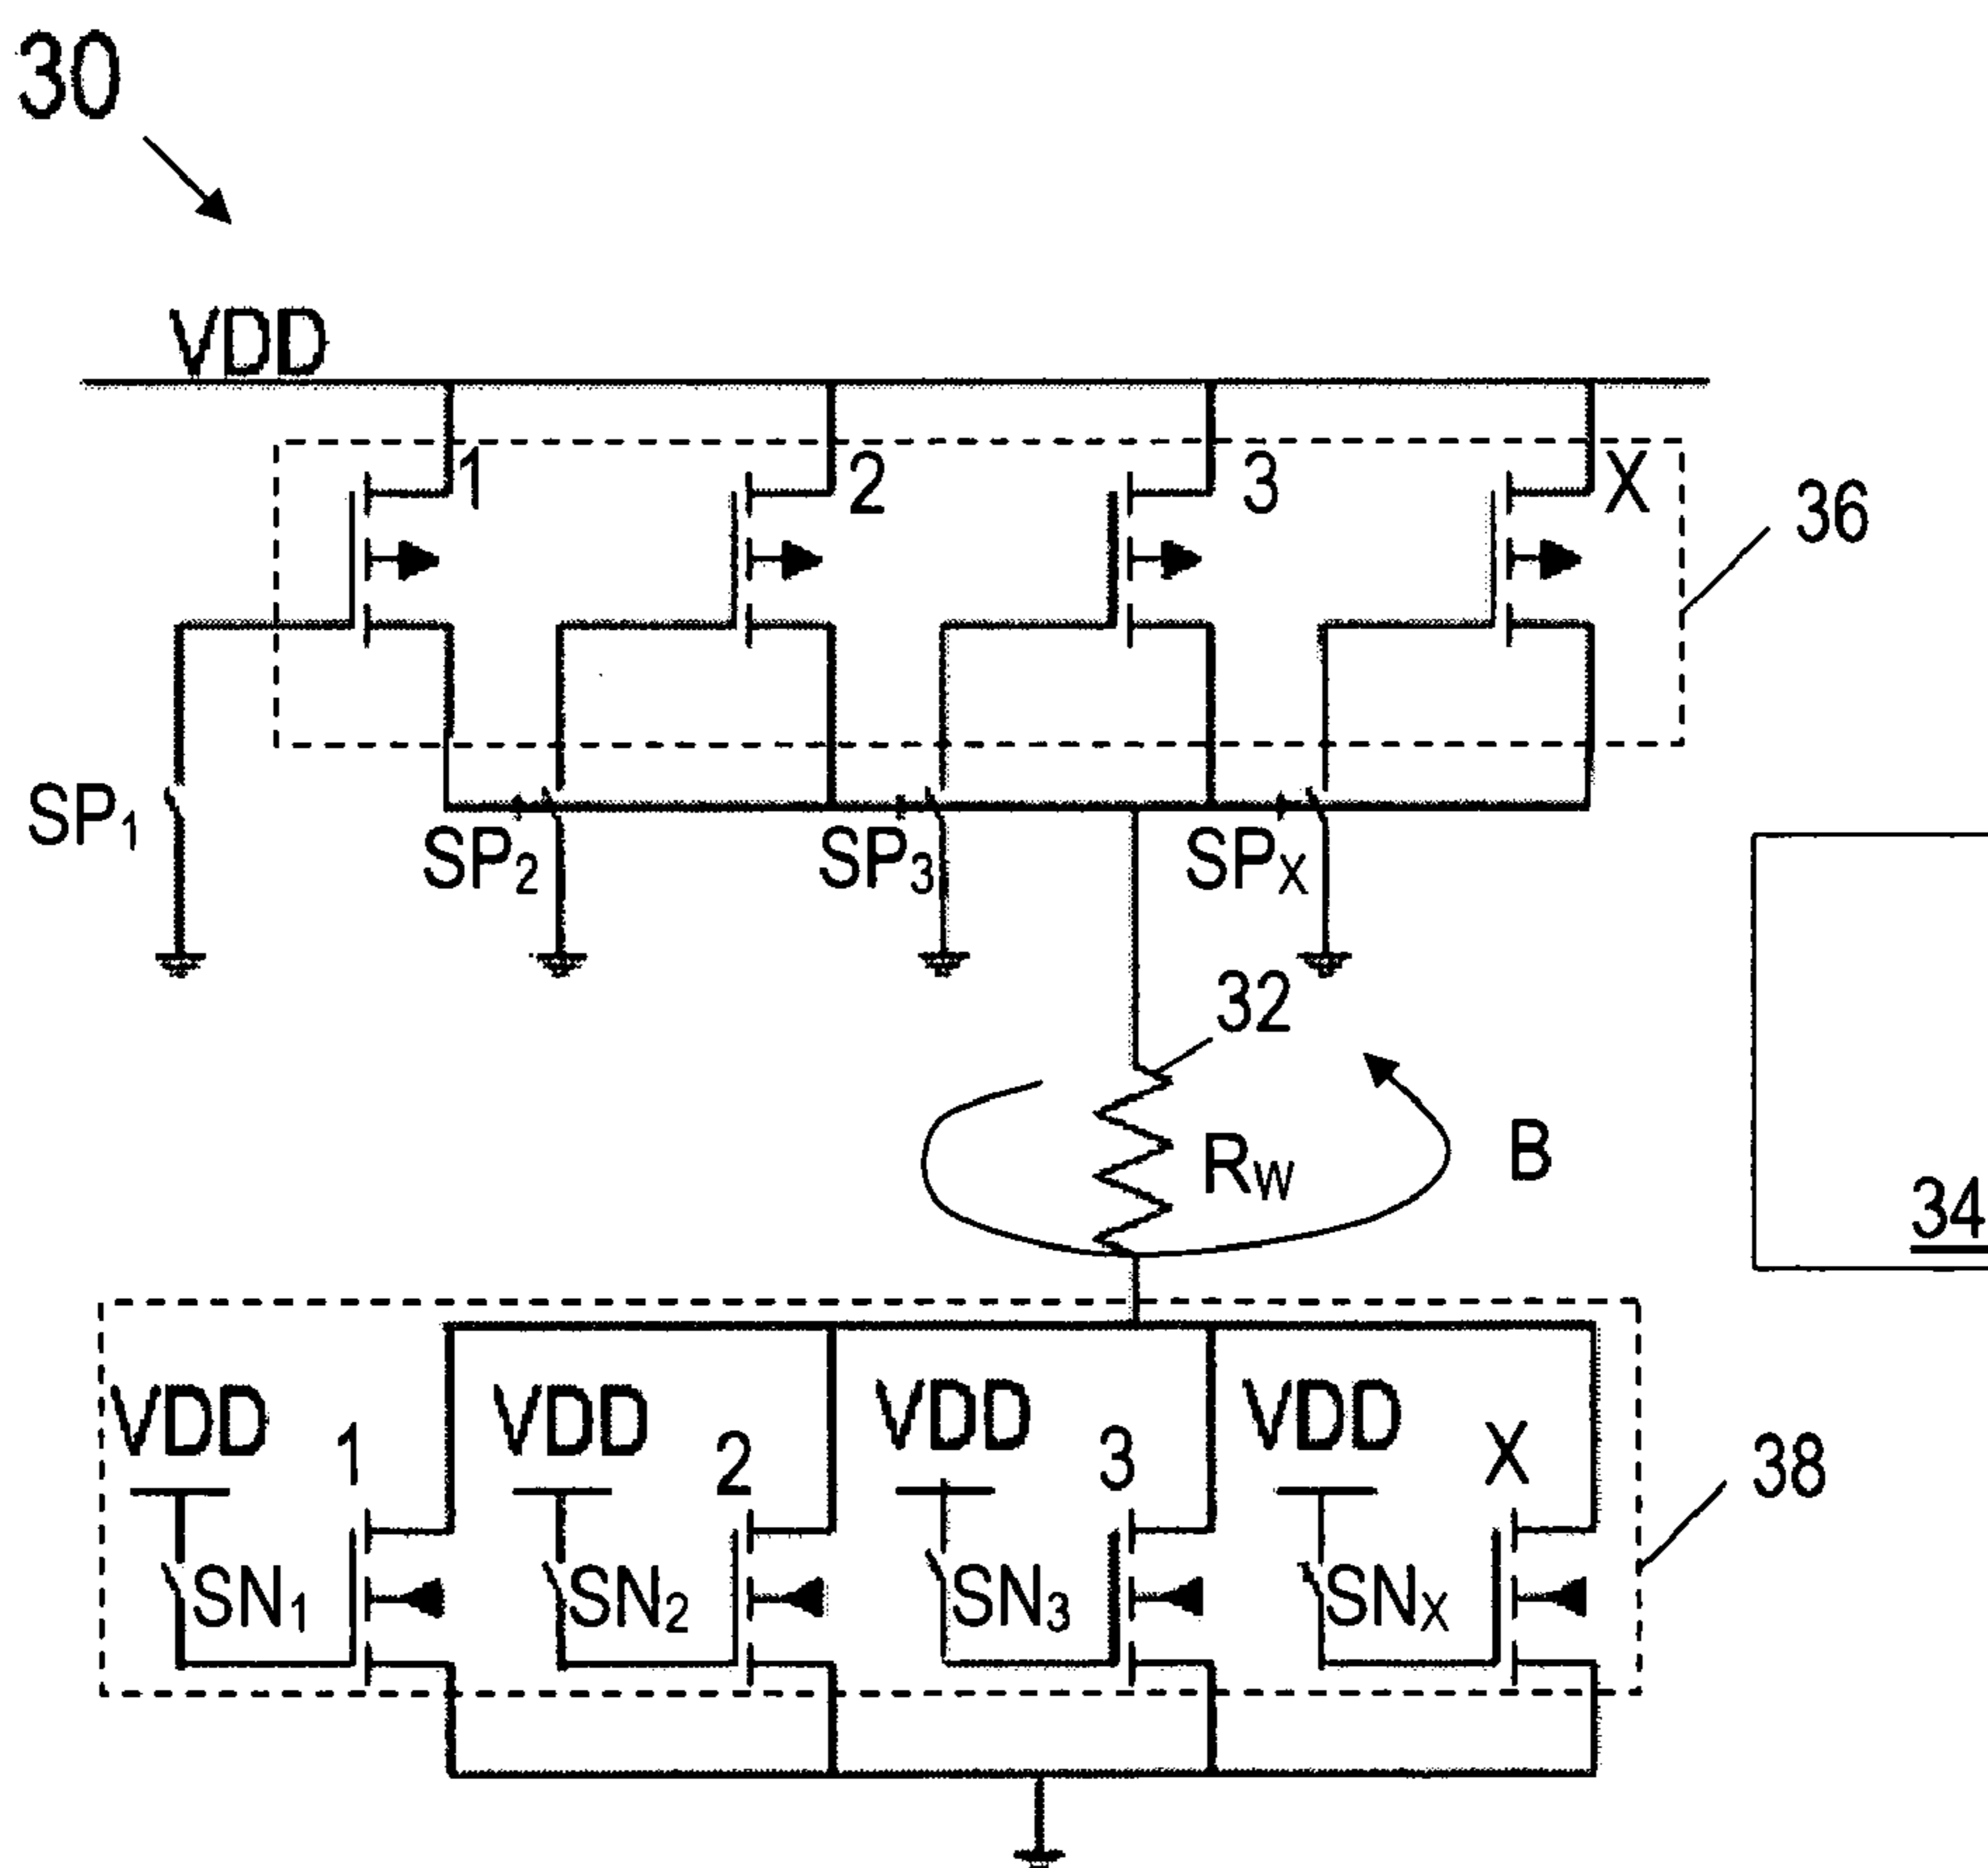 30
VDD
1 2 3 X
36
SP1 SP2 SP3 SPX
32
RW B
34
VDD VDD VDD VDD
1 2 3 X
38
SN1 SN2 SN3 SNX